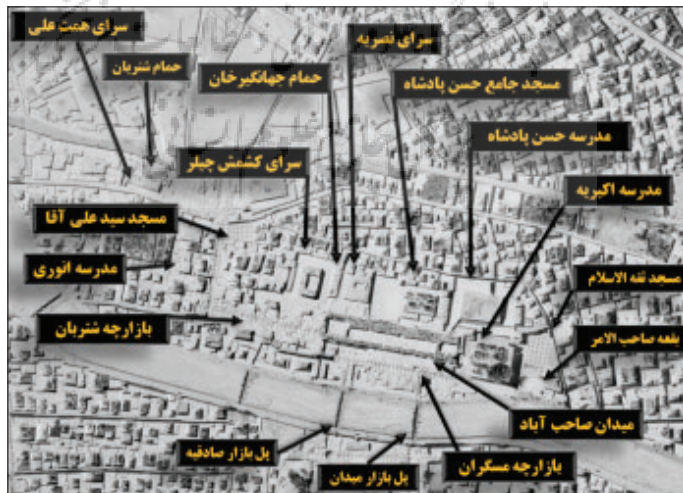 سرای همت علی
سرای نصریه
حمام شتربان
حمام جهانگیرخان
مسجد جامع حسن پادشاه
مدرسه حسن پادشاه
سرای کشمش چیلر
مدرسه اکبریه
مسجد سید علی آقا
مدرسه انوری
مسجد ثقه الاسلام
بازارچه شتربان
بقعه صاحب الامر
میدان صاحب آباد
پل بازار صادقیه
پل بازار میدان
بازارچه مسگران